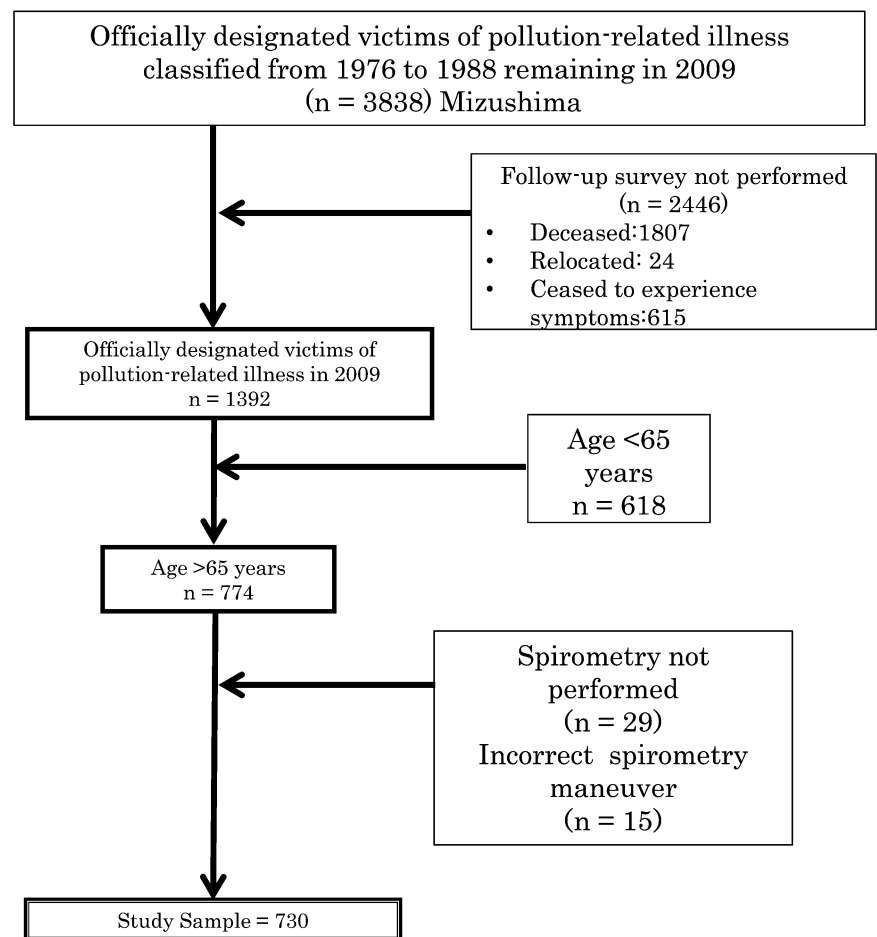 Officially designated victims of pollution-related illness
classified from 1976 to 1988 remaining in 2009
(n = 3838) Mizushima
Follow-up survey not performed
(n = 2446)
• Deceased:1807
• Relocated: 24
• Ceased to experience
symptoms:615
Officially designated victims of
pollution-related illness in 2009
n = 1392
Age <65
years
n = 618
Age >65 years
n = 774
Spirometry not
performed
(n = 29)
Incorrect spirometry
maneuver
(n = 15)
Study Sample = 730